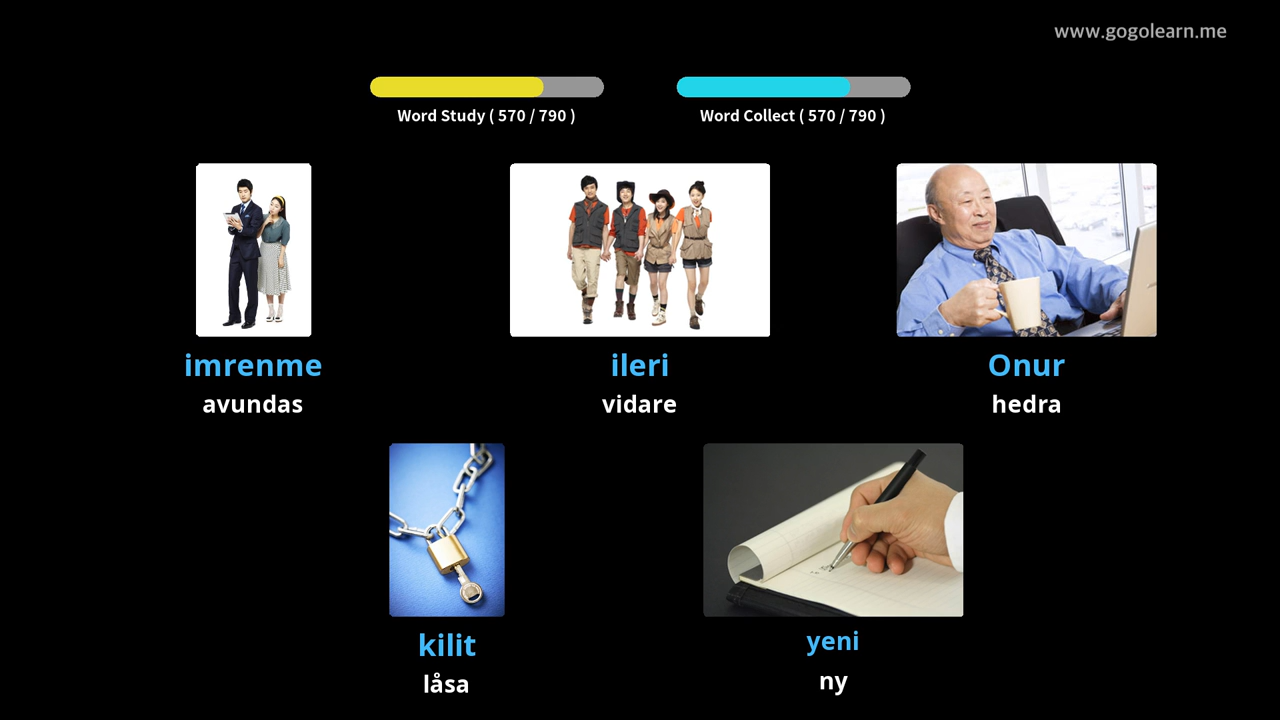 www.gogolearn.me
Word Study ( 570 / 790 )
Word Collect ( 570 / 790 )
imrenme
avundas
ileri
vidare
Onur
hedra
kilit
låsa
yeni
ny